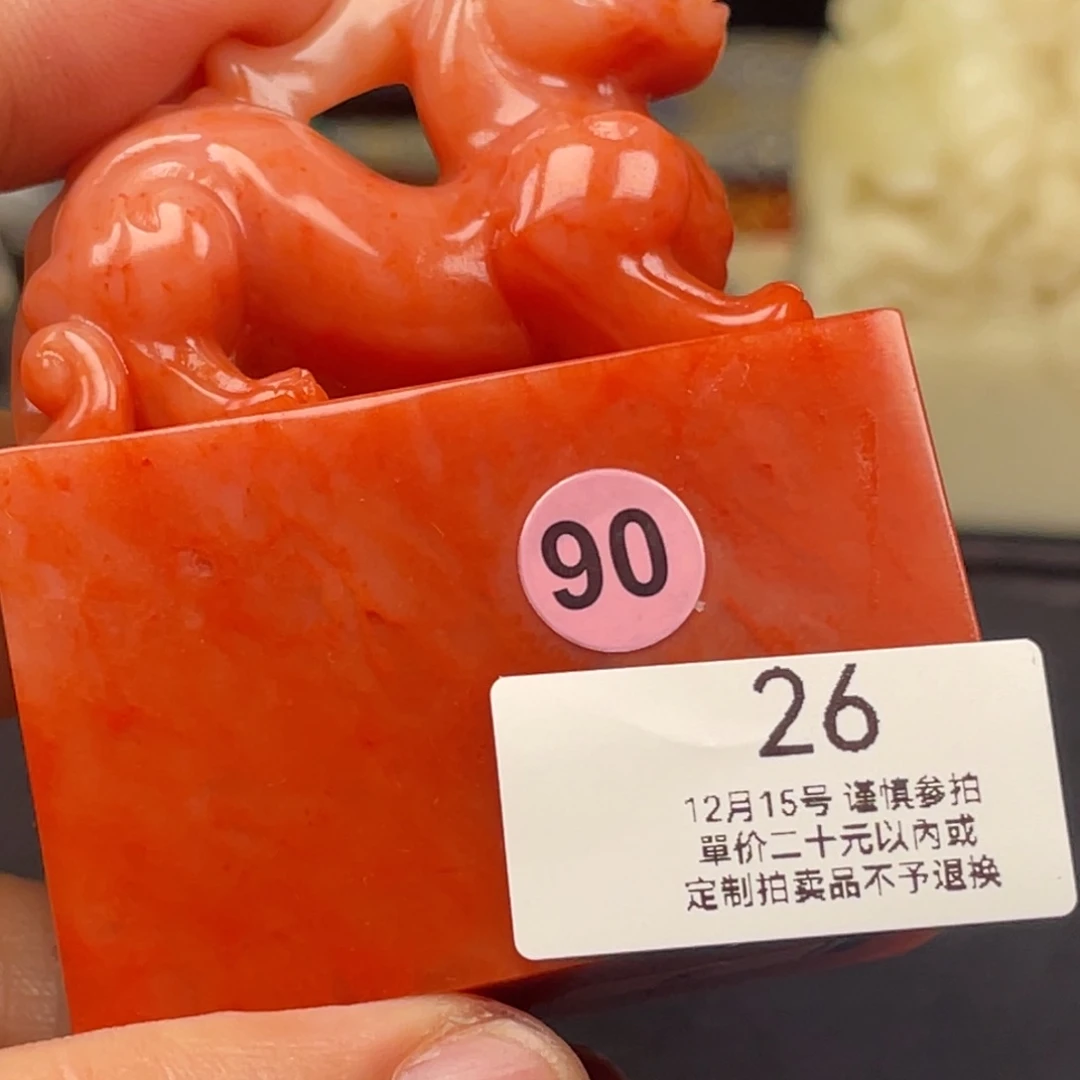 90
26
12月15号 谨慎参拍
單价二十元以內或
定制拍卖品不予退换